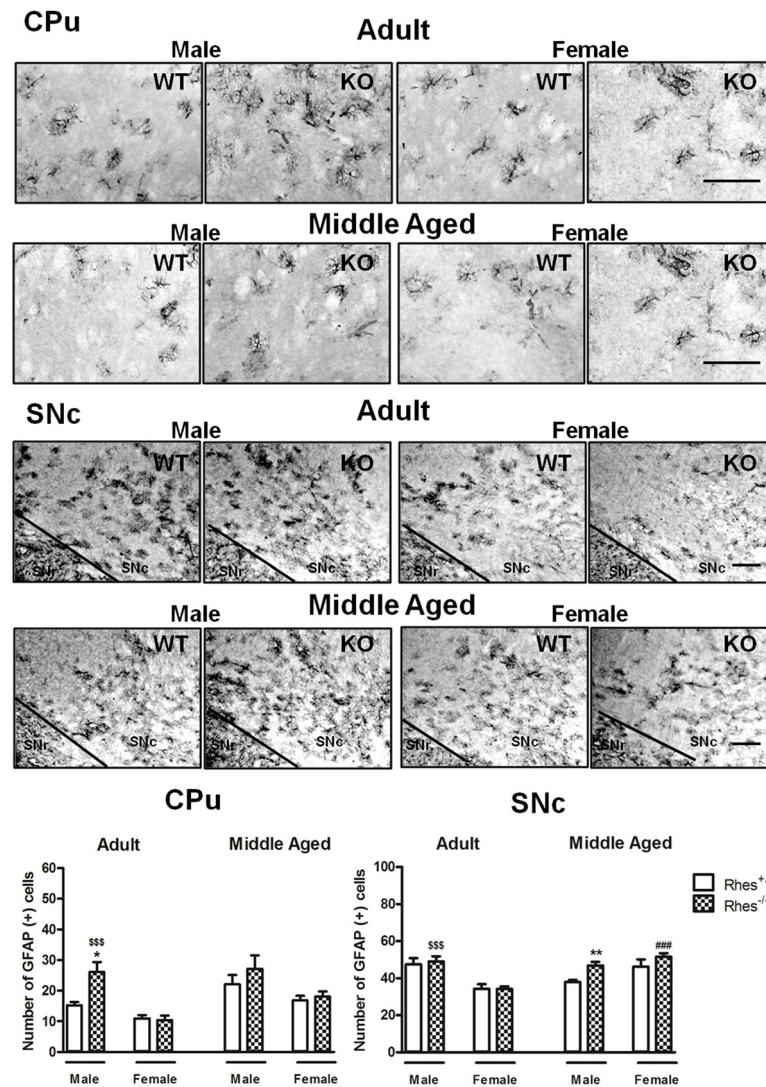 CPu
Adult
Male Female
WT KO WT KO
Middle Aged
Male Female
WT KO WT KO
SNc
Adult
Male Female
WT KO WT KO
SNr SNc SNr SNc SNr SNc SNr SNc
Middle Aged
Male Female
WT KO WT KO
SNr SNc SNr SNc SNr SNc SNr SNc
CPu SNc
Adult Middle Aged Adult Middle Aged
Number of GFAP (+) cells
60
50
40
30
20
10
0
$$$
*
Male Female Male Female
Number of GFAP (+) cells
100
80
60
40
20
0
$$$ ** ###
Male Female Male Female
Rhes+/
Rhes-/-